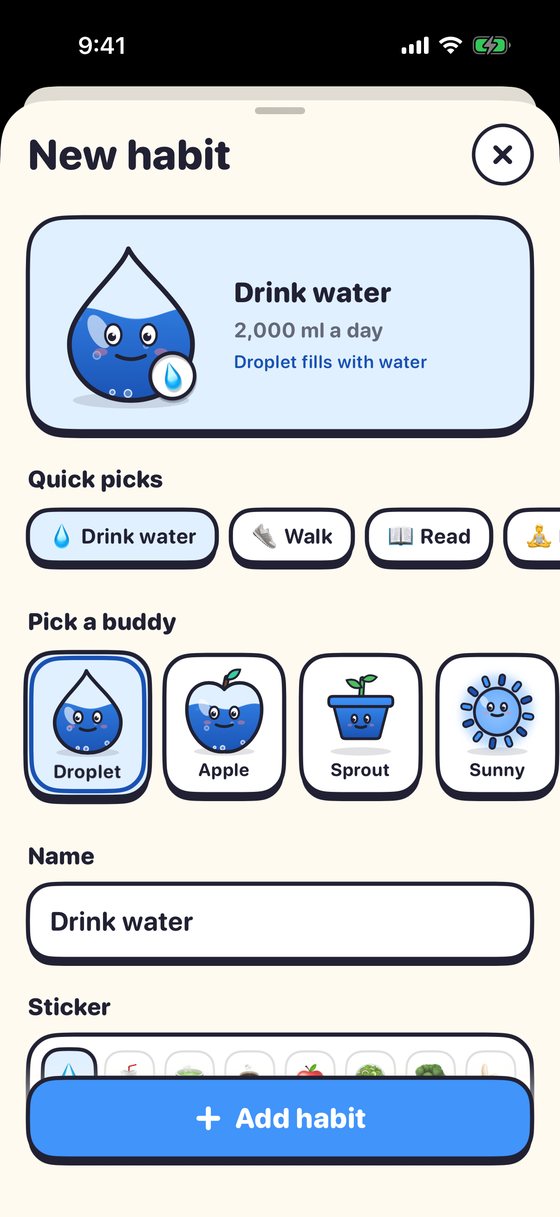 9:41
New habit
Drink water
2,000 ml a day
Droplet fills with water
Quick picks
Drink water
Walk
Read
Pick a buddy
Droplet
Apple
Sprout
Sunny
Name
Drink water
Sticker
+ Add habit